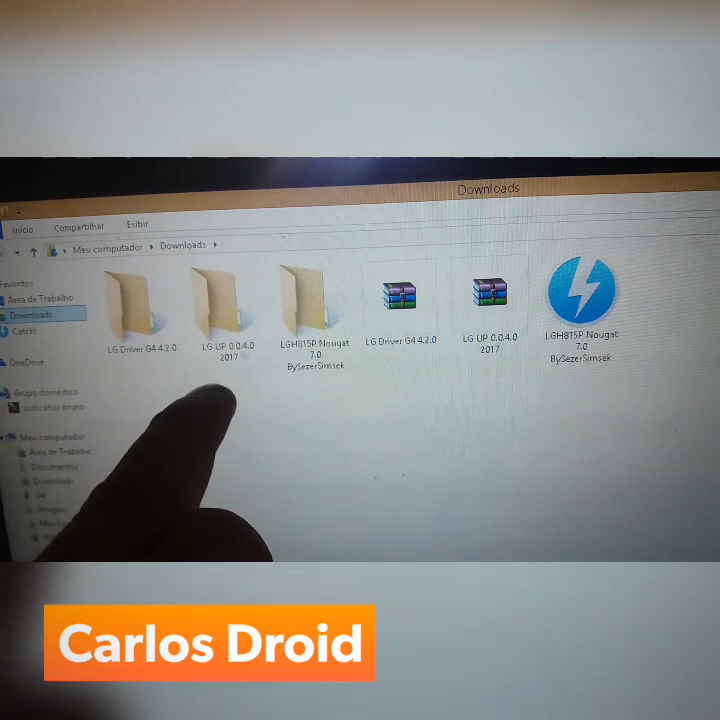 Downloads
Início
Compartilhar
Exibir
Meu computador
Downloads
Favoritos
Área de Trabalho
Downloads
Catch!
OneDrive
Grupo doméstico
Meu computador
Área de Trabalho
Documentos
Downloads
G4
LG Driver G4 4.2.0
LG UP 0.0.4.0
2017
LGH815P Nougat
7.0
BySezerSimsek
LG Driver G4 4.2.0
LG UP 0.0.4.0
2017
LGH815P Nougat
7.0
BySezerSimsek
Carlos Droid